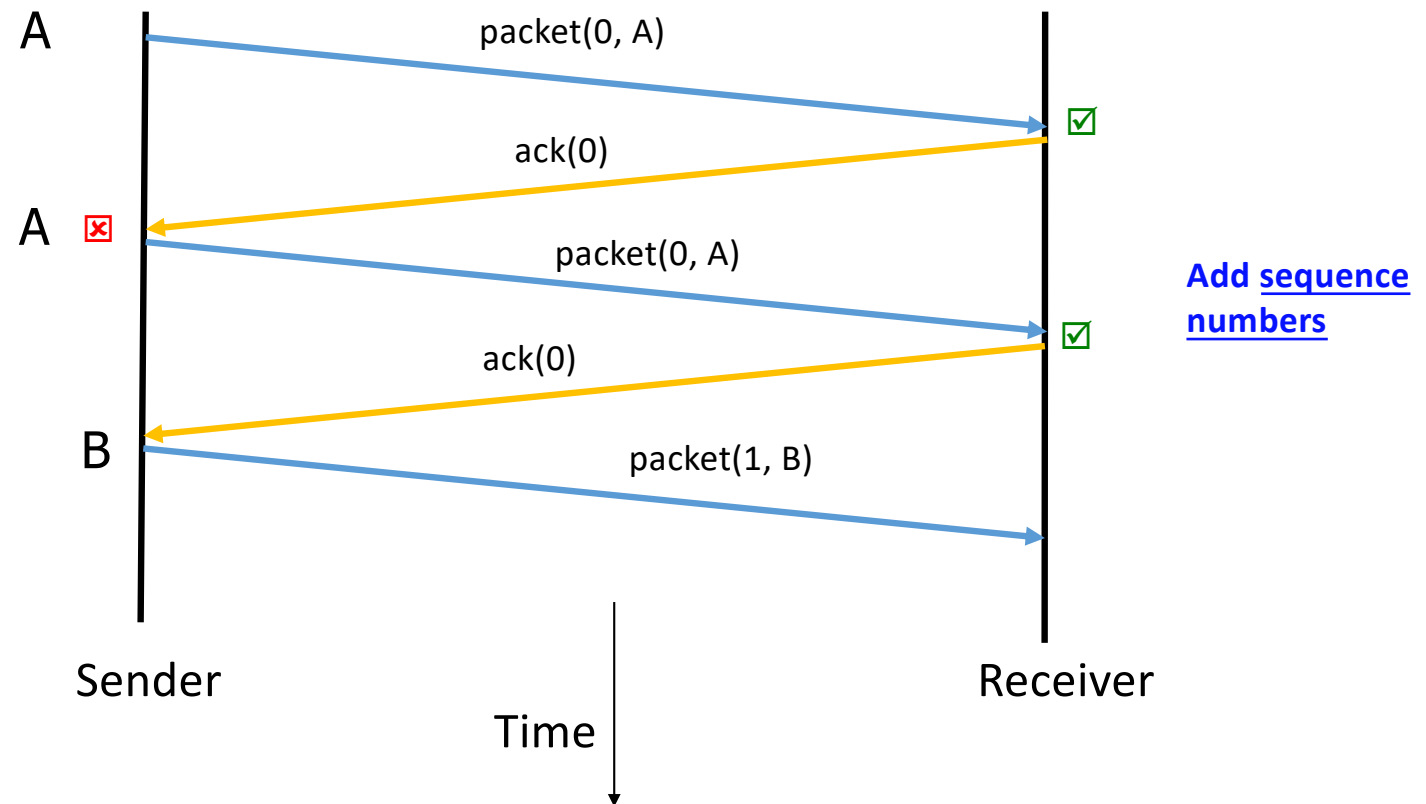 A
packet(0, A)
ack(0)
A
packet(0, A)
Add sequence
numbers
ack(0)
B
packet(1, B)
Sender
Receiver
Time